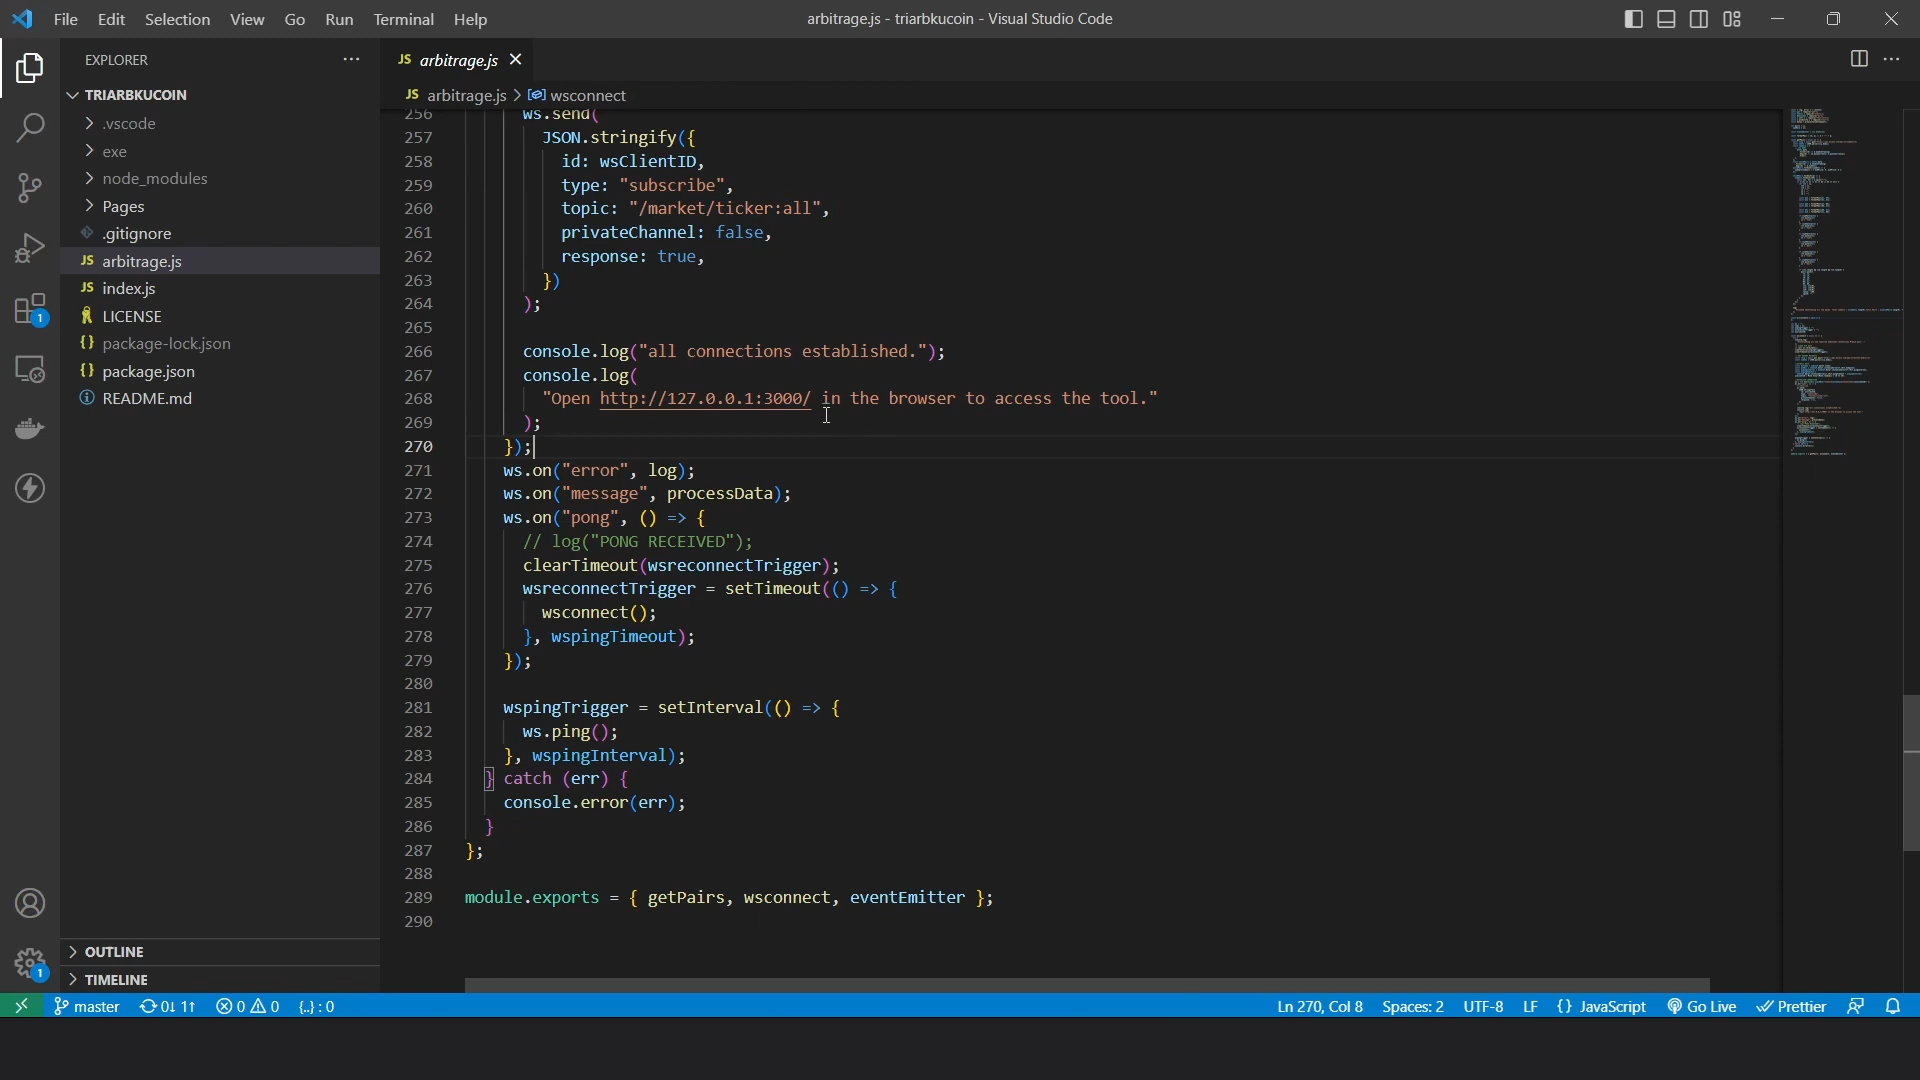 File Edit Selection View Go Run Terminal Help
arbitrage.js - triarbkucoin - Visual Studio Code
EXPLORER
JS arbitrage.js
TRIARBKUCOIN
JS arbitrage.js > wsconnect
.vscode
exe
node_modules
Pages
.gitignore
JS arbitrage.js
JS index.js
LICENSE
{} package-lock.json
{} package.json
README.md
OUTLINE
TIMELINE
256 ws.send(
257 JSON.stringify({
258 id: wsClientID,
259 type: "subscribe",
260 topic: "/market/ticker:all",
261 privateChannel: false,
262 response: true,
263 })
264 );
265
266 console.log("all connections established.");
267 console.log(
268 "Open http://127.0.0.1:3000/ in the browser to access the tool."
269 );
270 });
271 ws.on("error", log);
272 ws.on("message", processData);
273 ws.on("pong", () => {
274 // log("PONG RECEIVED");
275 clearTimeout(wsreconnectTrigger);
276 wsreconnectTrigger = setTimeout(() => {
277 wsconnect();
278 }, wspingTimeout);
279 });
280
281 wspingTrigger = setInterval(() => {
282 ws.ping();
283 }, wspingInterval);
284 } catch (err) {
285 console.error(err);
286 }
287 };
288
289 module.exports = { getPairs, wsconnect, eventEmitter };
290
1
1
master 0↓ 1↑ 0 0 {..} : 0
Ln 270, Col 8 Spaces: 2 UTF-8 LF {} JavaScript Go Live Prettier